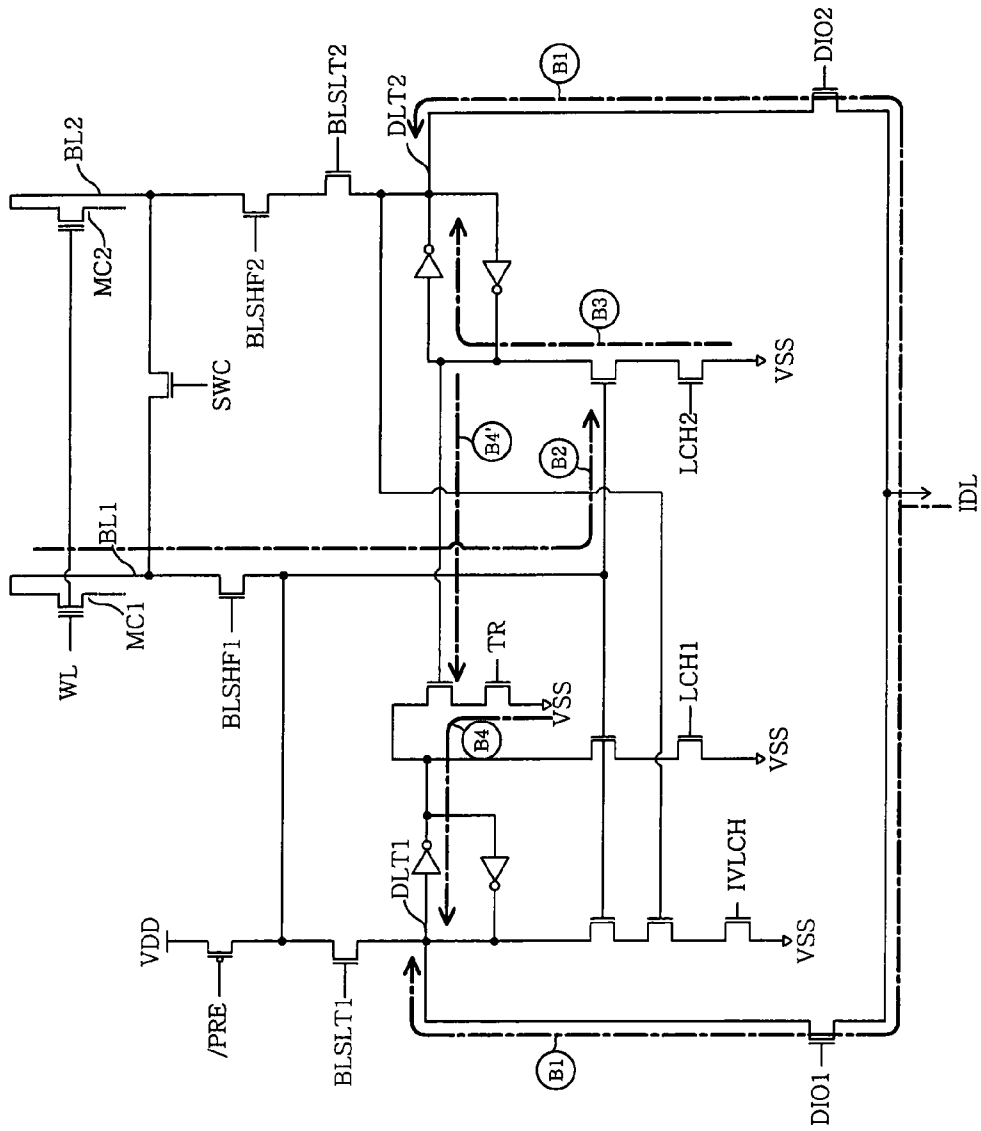 BL2
BLSLT2
DLT2
B1
DIO2
MC2
BLSHF2
SWC
B3
VSS
LCH2
B4'
B2
BL1
IDL
WL
MC1
BLSHF1
TR
VSS
B4
LCH1
VSS
DLT1
IVLCH
VSS
VDD
/PRE
BLSLT1
B1
DIO1